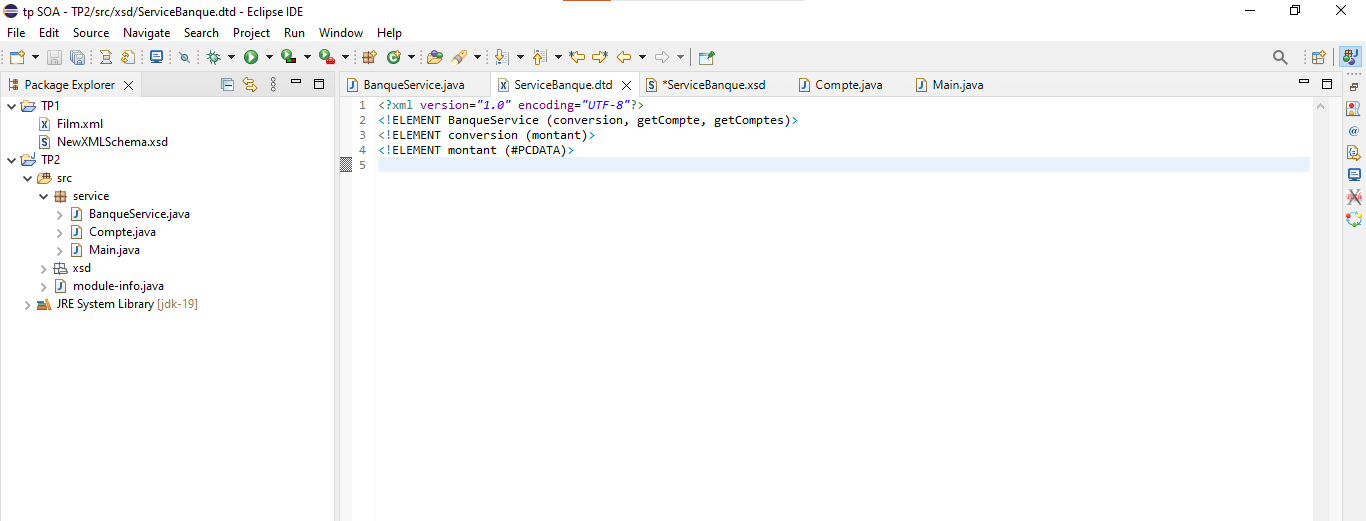 tp SOA - TP2/src/xsd/ServiceBanque.dtd - Eclipse IDE
File Edit Source Navigate Search Project Run Window Help
Package Explorer
BanqueService.java ServiceBanque.dtd *ServiceBanque.xsd Compte.java Main.java
TP1
Film.xml
NewXMLSchema.xsd
TP2
src
service
BanqueService.java
Compte.java
Main.java
xsd
module-info.java
JRE System Library [jdk-19]
1 <?xml version="1.0" encoding="UTF-8"?>
2 <!ELEMENT BanqueService (conversion, getCompte, getComptes)>
3 <!ELEMENT conversion (montant)>
4 <!ELEMENT montant (#PCDATA)>
5